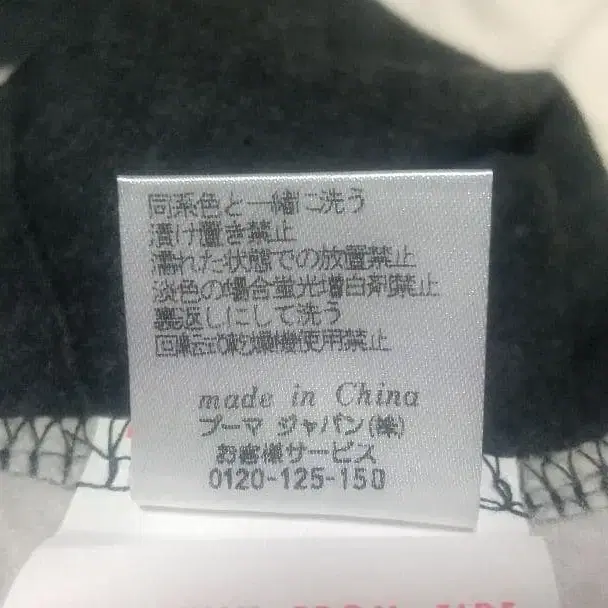 同系色と一緒に洗う
漬け置き禁止
濡れた状態での放置禁止
淡色の場合蛍光増白剤禁止
裏返しにして洗う
回転式乾燥機使用禁止
made in China
プーマ ジャパン(株)
お客様サービス
0120-125-150